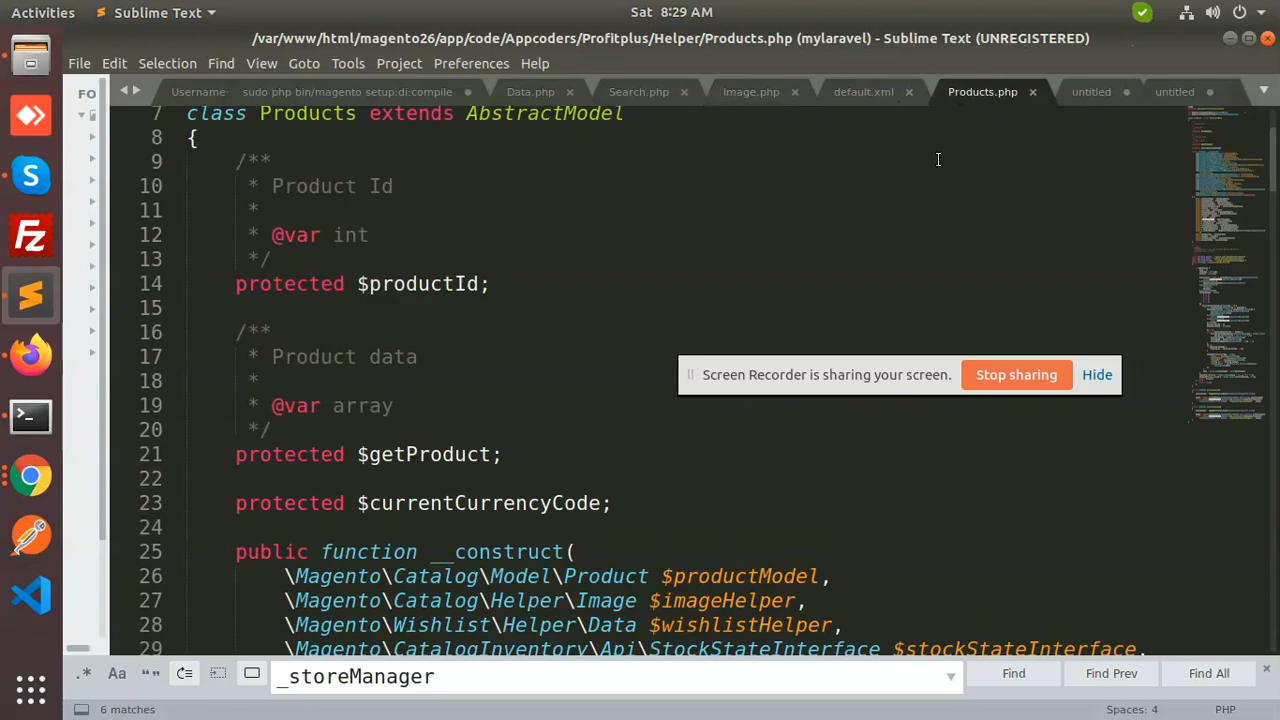 Activities Sublime Text Sat 8:29 AM
/var/www/html/magento26/app/code/Appcoders/Profitplus/Helper/Products.php (mylaravel) - Sublime Text (UNREGISTERED)
File Edit Selection Find View Goto Tools Project Preferences Help
FO Username sudo php bin/magento setup:di:compile Data.php Search.php Image.php default.xml Products.php untitled untitled
7 class Products extends AbstractModel
8 {
9 /**
10 * Product Id
11 *
12 * @var int
13 */
14 protected $productId;
15
16 /**
17 * Product data
18 *
19 * @var array
20 */
21 protected $getProduct;
22
23 protected $currentCurrencyCode;
24
25 public function __construct(
26 \Magento\Catalog\Model\Product $productModel,
27 \Magento\Catalog\Helper\Image $imageHelper,
28 \Magento\Wishlist\Helper\Data $wishlistHelper,
29 \Magento\CatalogInventory\Api\StockStateInterface $stockStateInterface,
Screen Recorder is sharing your screen. Stop sharing Hide
.* Aa “” _storeManager Find Find Prev Find All
6 matches Spaces: 4 PHP